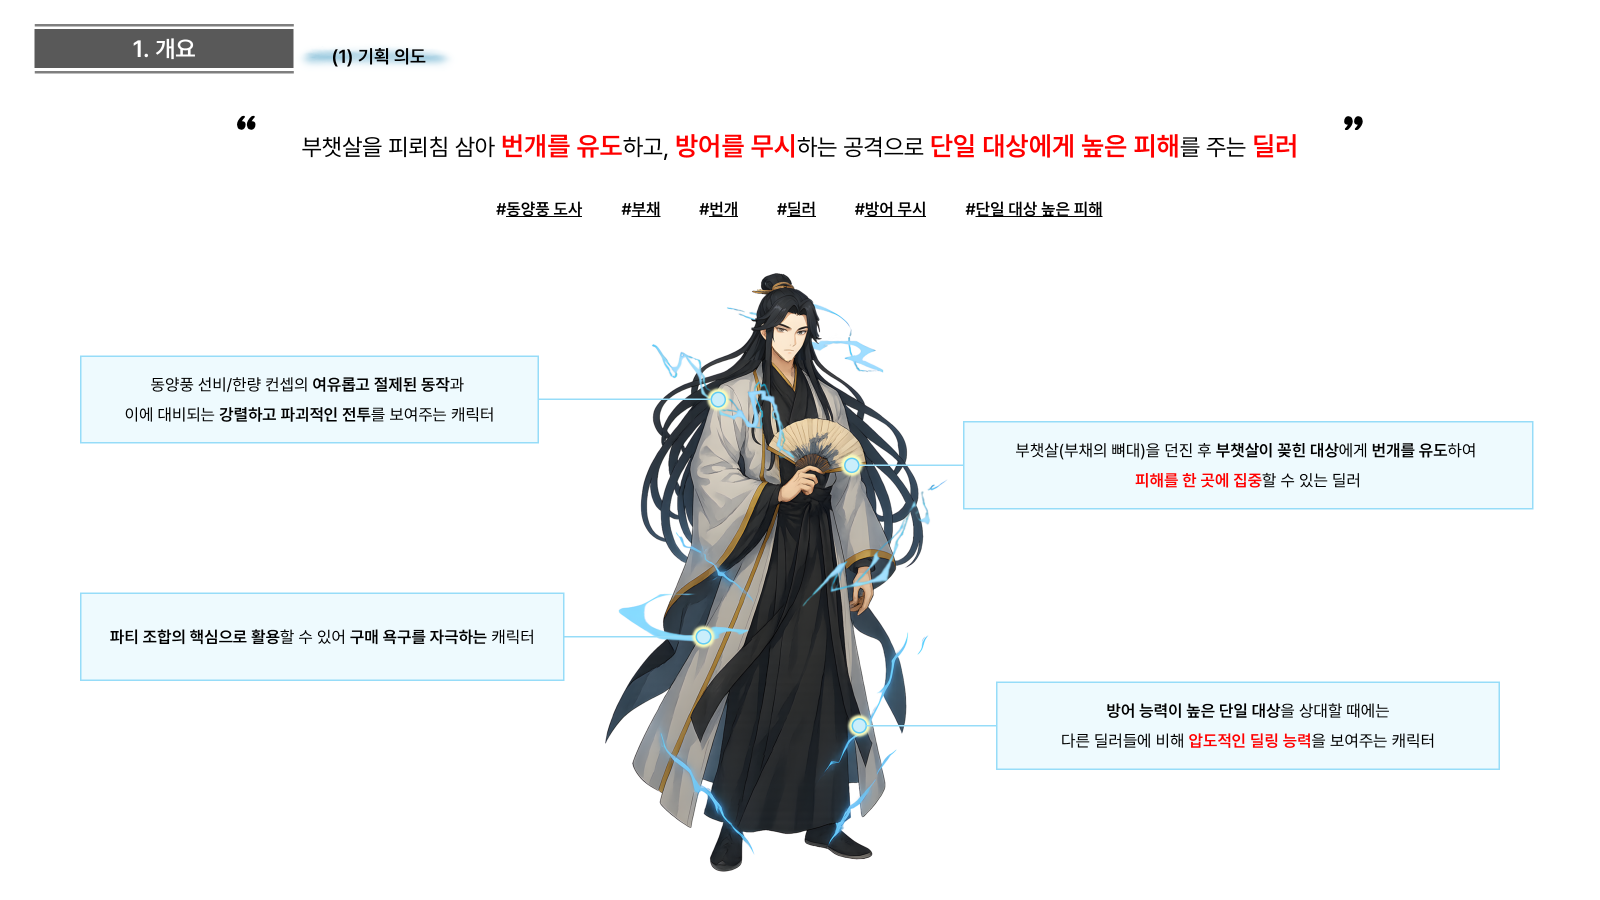 1. 개요
(1) 기획 의도
“ 부챗살을 피뢰침 삼아 번개를 유도하고, 방어를 무시하는 공격으로 단일 대상에게 높은 피해를 주는 딜러 ”
#동양풍 도사 #부채 #번개 #딜러 #방어 무시 #단일 대상 높은 피해
동양풍 선비/한량 컨셉의 여유롭고 절제된 동작과
이에 대비되는 강렬하고 파괴적인 전투를 보여주는 캐릭터
부챗살(부채의 뼈대)을 던진 후 부챗살이 꽂힌 대상에게 번개를 유도하여
피해를 한 곳에 집중할 수 있는 딜러
파티 조합의 핵심으로 활용할 수 있어 구매 욕구를 자극하는 캐릭터
방어 능력이 높은 단일 대상을 상대할 때에는
다른 딜러들에 비해 압도적인 딜링 능력을 보여주는 캐릭터